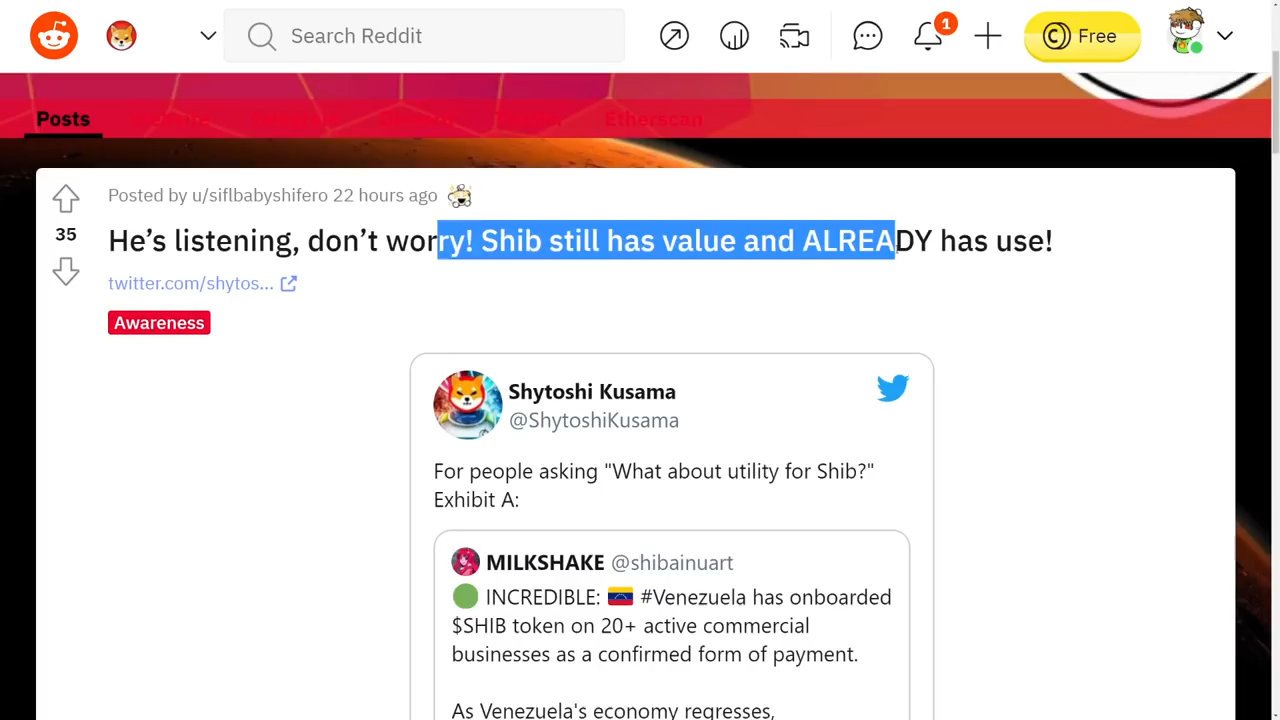 Search Reddit
1
Free
Posts
Etherscan
Posted by u/siflbabyshifero 22 hours ago
35
He’s listening, don’t worry! Shib still has value and ALREADY has use!
twitter.com/shytos...
Awareness
Shytoshi Kusama
@ShytoshiKusama
For people asking "What about utility for Shib?"
Exhibit A:
MILKSHAKE @shibainuart
INCREDIBLE: #Venezuela has onboarded
$SHIB token on 20+ active commercial
businesses as a confirmed form of payment.
As Venezuela's economy regresses,